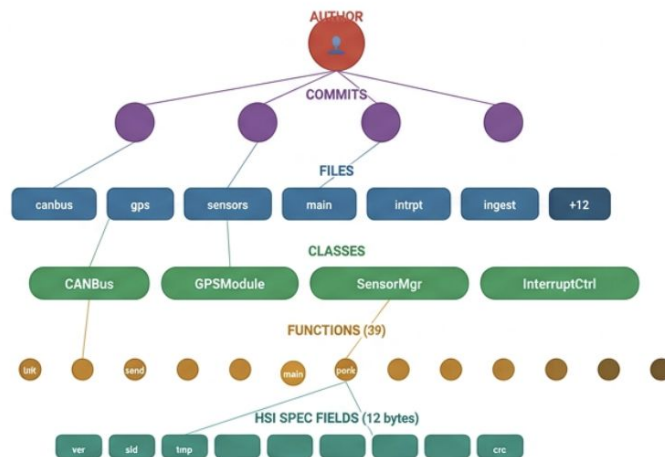 AUTHOR
COMMITS
FILES
canbus gps sensors main intrpt ingest +12
CLASSES
CANBus GPSModule SensorMgr InterruptCtrl
FUNCTIONS (39)
send main
HSI SPEC FIELDS (12 bytes)
ver sld tmp crc